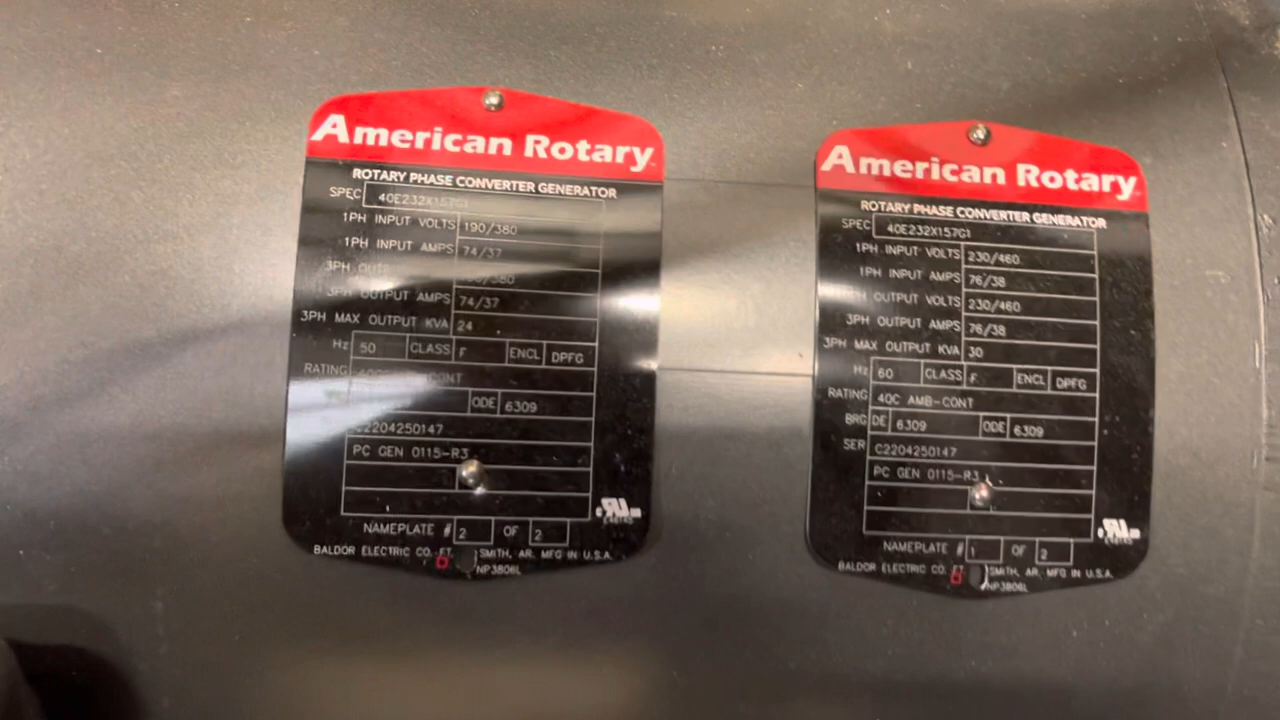 American Rotary
ROTARY PHASE CONVERTER GENERATOR
SPEC 40E232X157G1
1PH INPUT VOLTS 190/380
1PH INPUT AMPS 74/37
3PH
3PH OUTPUT AMPS 74/37
3PH MAX OUTPUT KVA 24
Hz 50 CLASS F ENCL DPFG
RATING CONT
ODE 6309
C2204250147
PC GEN 0115-R3
NAMEPLATE # 2 OF 2
BALDOR ELECTRIC CO. FT. SMITH, AR. MFG IN U.S.A.
NP3806L
American Rotary
ROTARY PHASE CONVERTER GENERATOR
SPEC 40E232X157G1
1PH INPUT VOLTS 230/460
1PH INPUT AMPS 76/38
OUTPUT VOLTS 230/460
3PH OUTPUT AMPS 76/38
3PH MAX OUTPUT KVA 30
Hz 60 CLASS F ENCL DPFG
RATING 40C AMB-CONT
BRG DE 6309 ODE 6309
SER C2204250147
PC GEN 0115-R3
NAMEPLATE # 1 OF 2
BALDOR ELECTRIC CO. FT. SMITH, AR. MFG IN U.S.A.
NP3806L